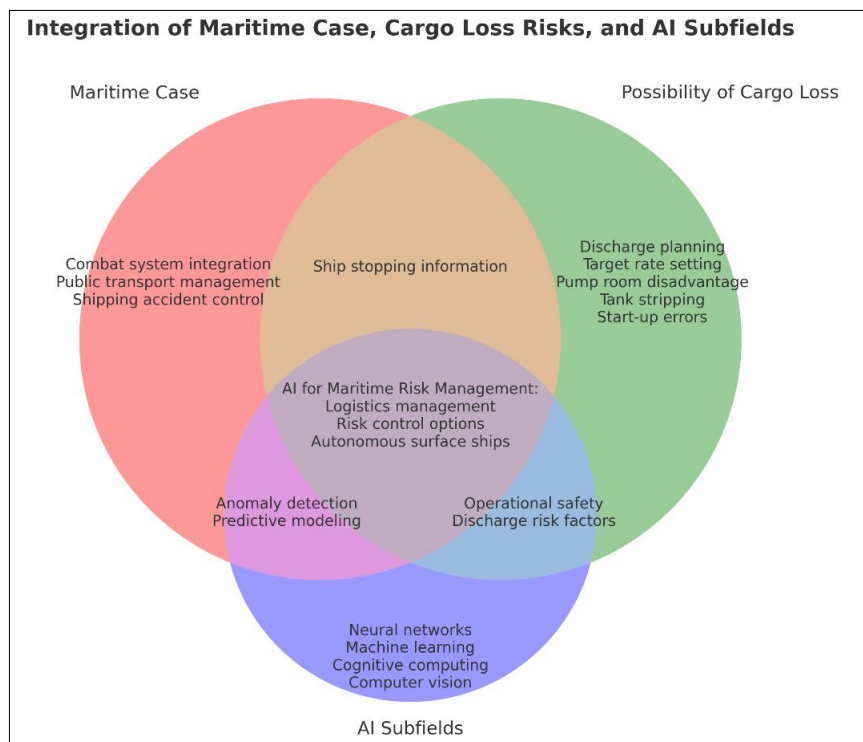 Integration of Maritime Case, Cargo Loss Risks, and AI Subfields
Maritime Case
Possibility of Cargo Loss
Combat system integration
Public transport management
Shipping accident control
Ship stopping information
Discharge planning
Target rate setting
Pump room disadvantage
Tank stripping
Start-up errors
AI for Maritime Risk Management:
Logistics management
Risk control options
Autonomous surface ships
Anomaly detection
Predictive modeling
Operational safety
Discharge risk factors
Neural networks
Machine learning
Cognitive computing
Computer vision
AI Subfields